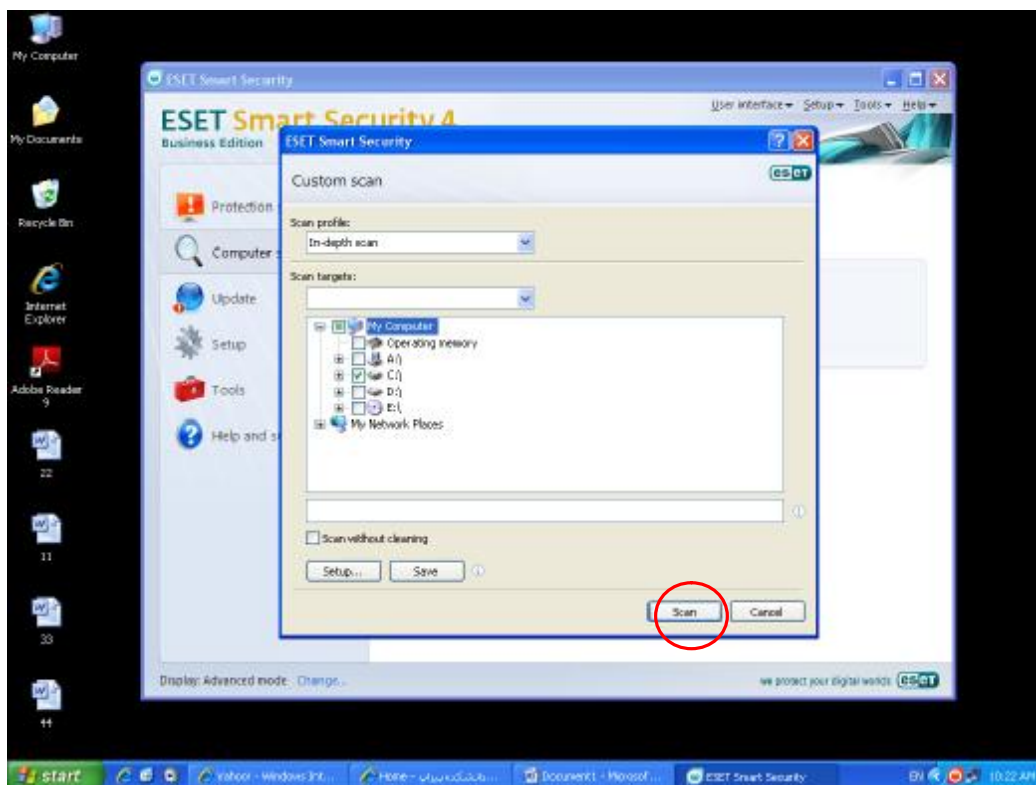 My Computer
My Documents
Recycle Bin
Internet
Explorer
Adobe Reader
9
22
11
33
44
ESET Smart Security
User interface Setup Tools Help
ESET Smart Security 4
Business Edition
Protection
Computer
Update
Setup
Tools
Help and
ESET Smart Security
Custom scan
eseT
Scan profile:
In-depth scan
Scan targets:
My Computer
Operating memory
A:\
C:\
D:\
E:\
My Network Places
Scan without cleaning
Setup...
Save
Scan
Cancel
Display: Advanced mode Change...
we protect your digital worlds eseT
start
Yahoo! - Windows Int...
Home -
Document1 - Microsof...
ESET Smart Security
EN
10:22 AM